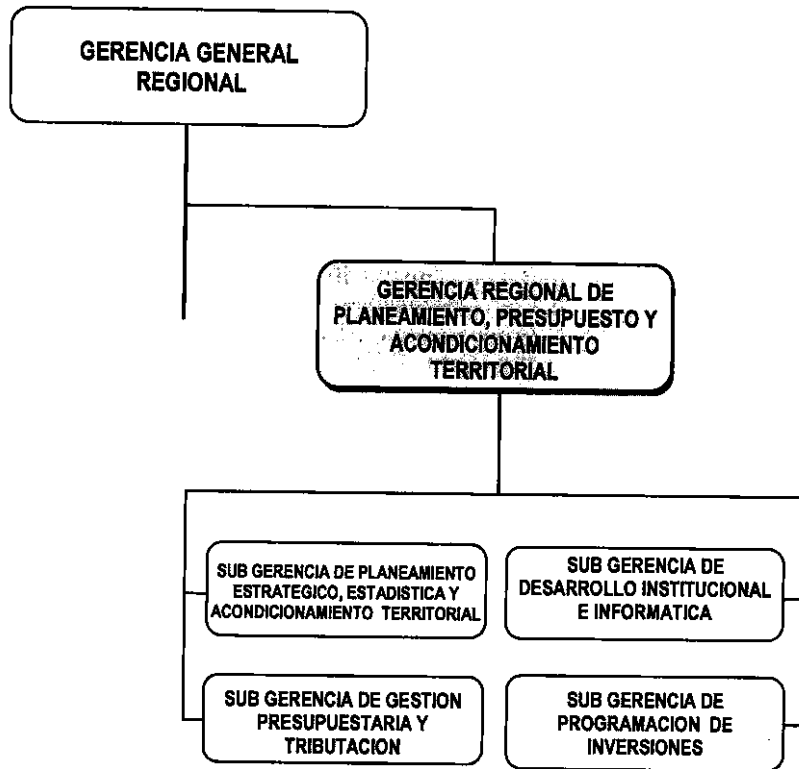 GERENCIA GENERAL
REGIONAL
GERENCIA REGIONAL DE
PLANEAMIENTO, PRESUPUESTO Y
ACONDICIONAMIENTO
TERRITORIAL
SUB GERENCIA DE PLANEAMIENTO
ESTRATEGICO, ESTADISTICA Y
ACONDICIONAMIENTO TERRITORIAL
SUB GERENCIA DE
DESARROLLO INSTITUCIONAL
E INFORMATICA
SUB GERENCIA DE GESTION
PRESUPUESTARIA Y
TRIBUTACION
SUB GERENCIA DE
PROGRAMACION DE
INVERSIONES